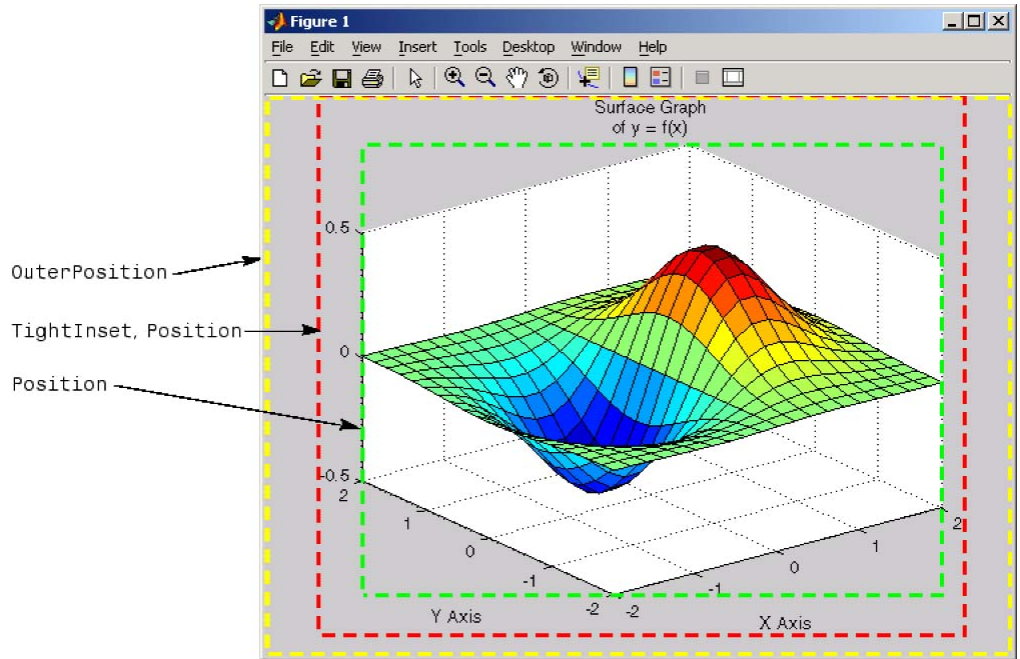 Figure 1
File Edit View Insert Tools Desktop Window Help
Surface Graph
of y = f(x)
0.5
OuterPosition
TightInset, Position
0
Position
-0.5
2
1
0
-1
-2
-2
-1
0
1
2
Y Axis
X Axis